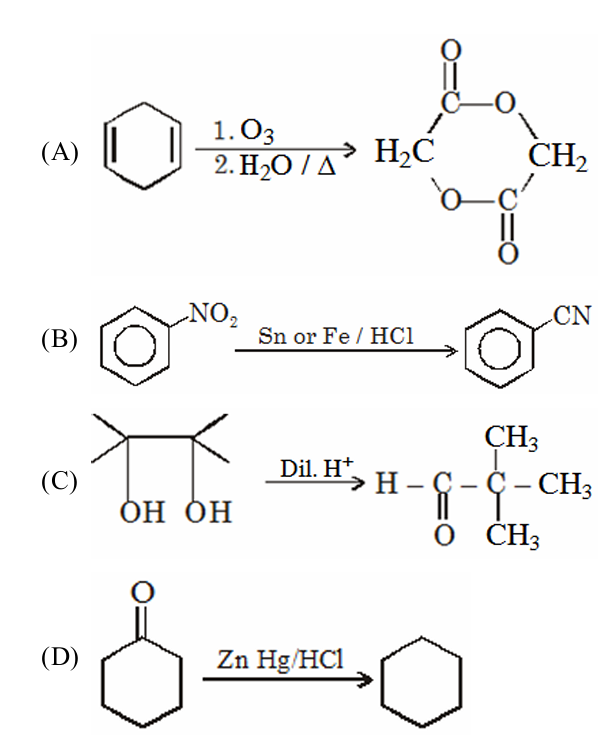 O
C O
(A) 1. O3 H2C CH2
2. H2O / Δ O C
O
(B) NO2 Sn or Fe / HCl CN
CH3
(C) Dil. H+ H – C – C – CH3
OH OH O CH3
O
(D) Zn Hg/HCl